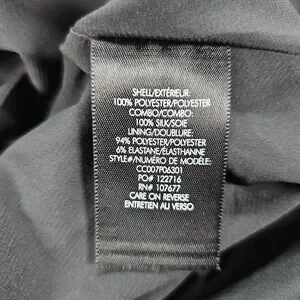 SHELL/EXTÉRIEUR:
100% POLYESTER/POLYESTER
COMBO/COMBO:
100% SILK/SOIE
LINING/DOUBLURE:
94% POLYESTER/POLYESTER
6% ELASTANE/ÉLASTHANNE
STYLE#/NUMÉRO DE MODÈLE:
CC007P06301
PO# 122716
RN# 107677
CARE ON REVERSE
ENTRETIEN AU VERSO